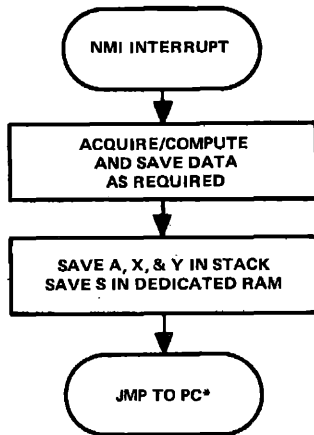 NMI INTERRUPT
ACQUIRE/COMPUTE
AND SAVE DATA
AS REQUIRED
SAVE A, X, & Y IN STACK
SAVE S IN DEDICATED RAM
JMP TO PC*